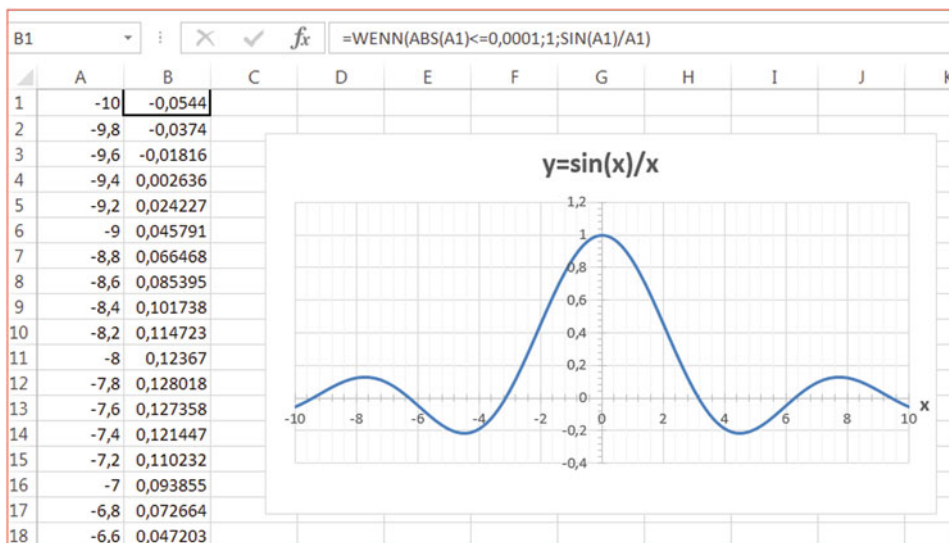 B1 fx =WENN(ABS(A1)<=0,0001;1;SIN(A1)/A1)
A B C D E F G H I J K
1 -10 -0,0544
2 -9,8 -0,0374
3 -9,6 -0,01816
4 -9,4 0,002636
5 -9,2 0,024227
6 -9 0,045791
7 -8,8 0,066468
8 -8,6 0,085395
9 -8,4 0,101738
10 -8,2 0,114723
11 -8 0,12367
12 -7,8 0,128018
13 -7,6 0,127358
14 -7,4 0,121447
15 -7,2 0,110232
16 -7 0,093855
17 -6,8 0,072664
18 -6,6 0,047203
y=sin(x)/x
1,2
1
0,8
0,6
0,4
0,2
0
-0,2
-0,4
-10 -8 -6 -4 -2 0 2 4 6 8 10
x